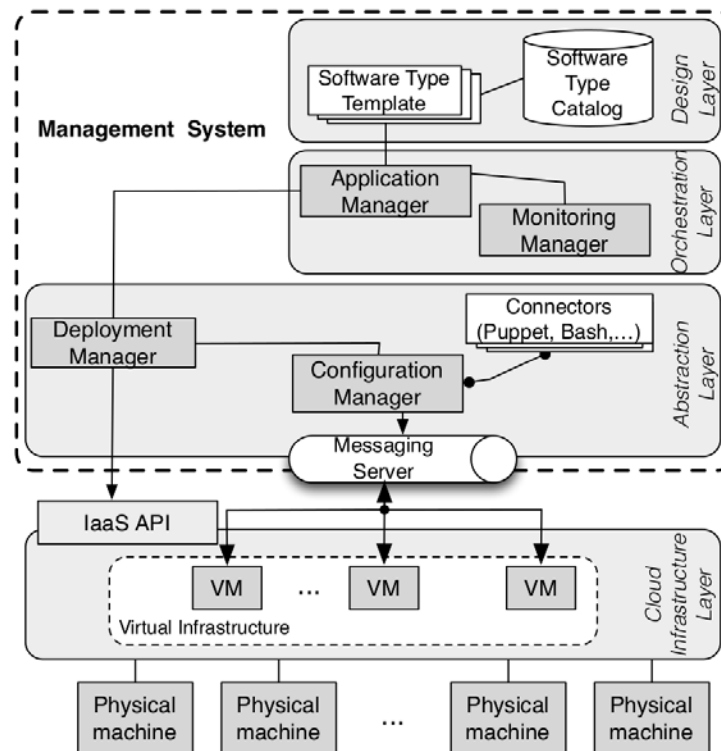 Software Type
Template
Software
Type
Catalog
Design
Layer
Management System
Application
Manager
Monitoring
Manager
Orchestration
Layer
Deployment
Manager
Connectors
(Puppet, Bash,...)
Configuration
Manager
Abstraction
Layer
Messaging
Server
IaaS API
VM
...
VM
VM
Virtual Infrastructure
Cloud
Infrastructure
Layer
Physical
machine
Physical
machine
...
Physical
machine
Physical
machine